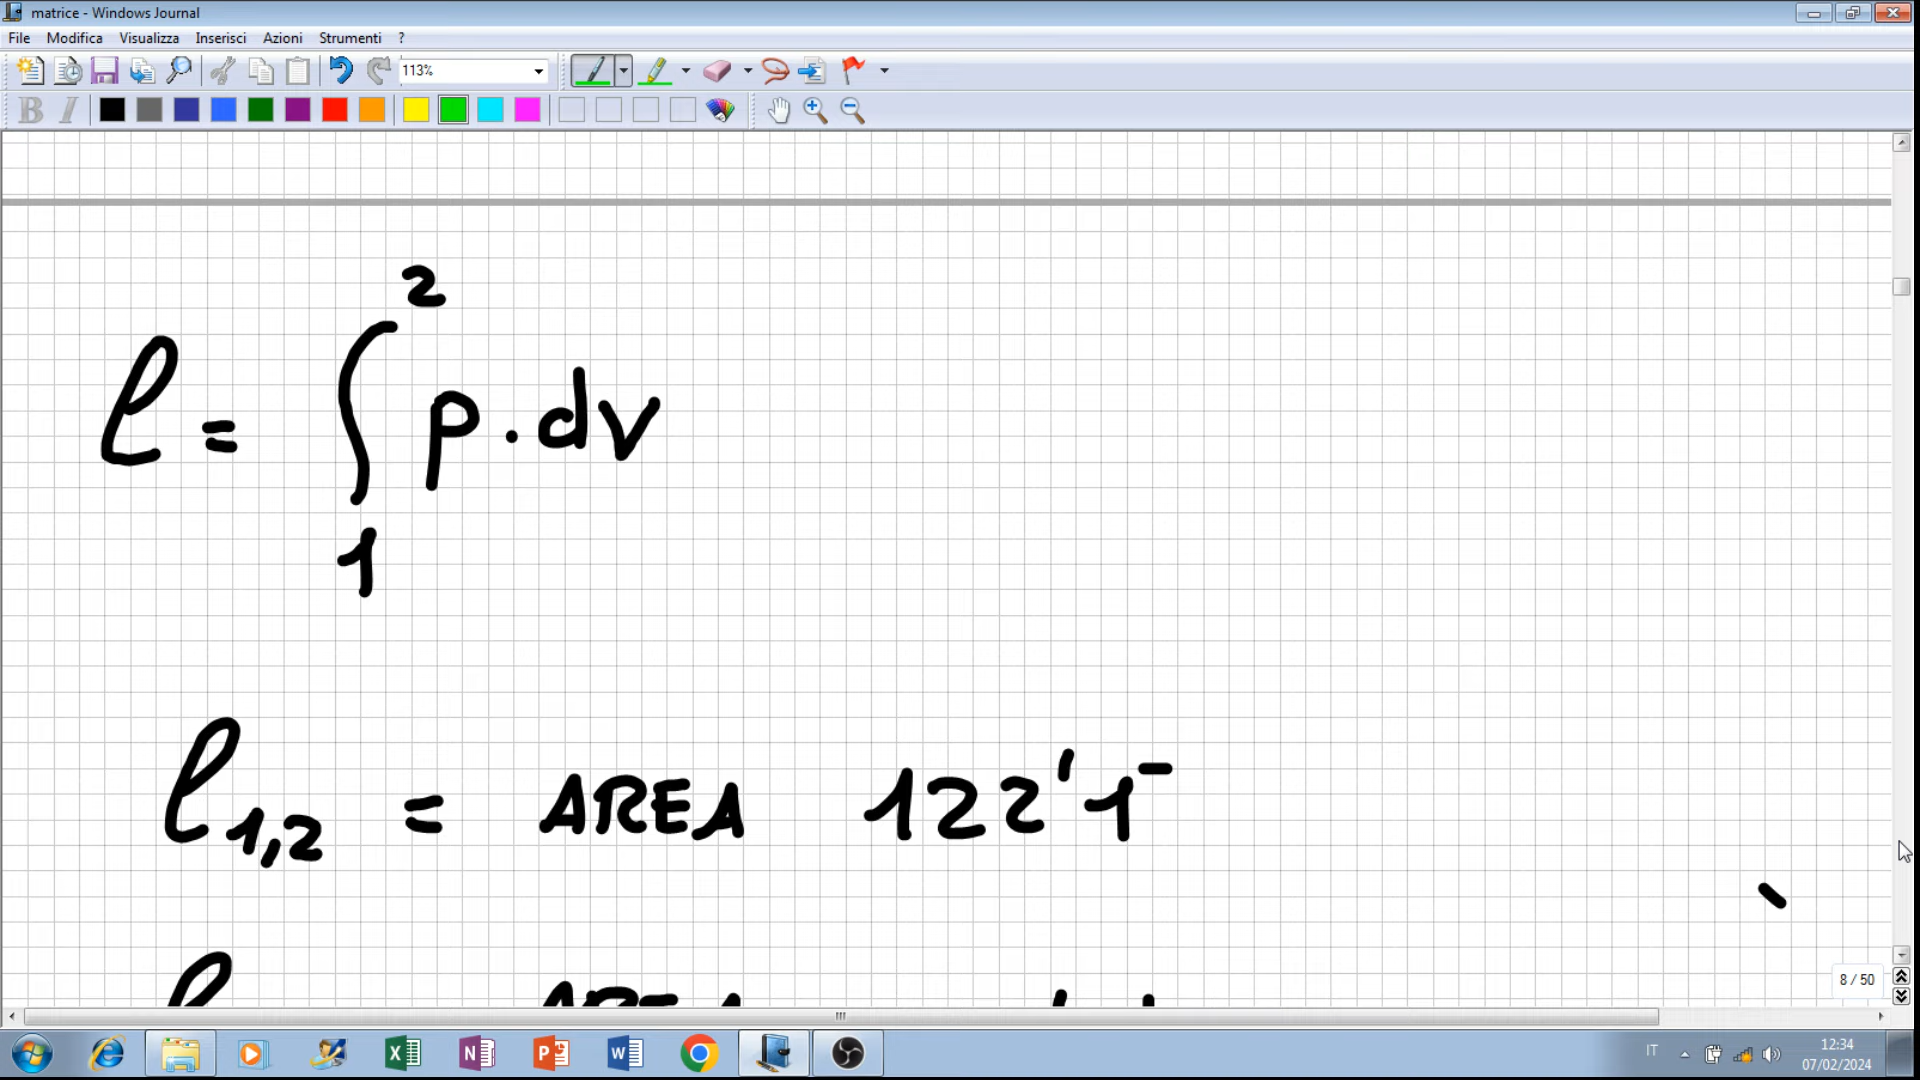 matrice - Windows Journal
File Modifica Visualizza Inserisci Azioni Strumenti ?
113%
B I
2
l = ∫ p . dv
1
l1,2 = AREA 122'1-
8 / 50
IT
12:34
07/02/2024